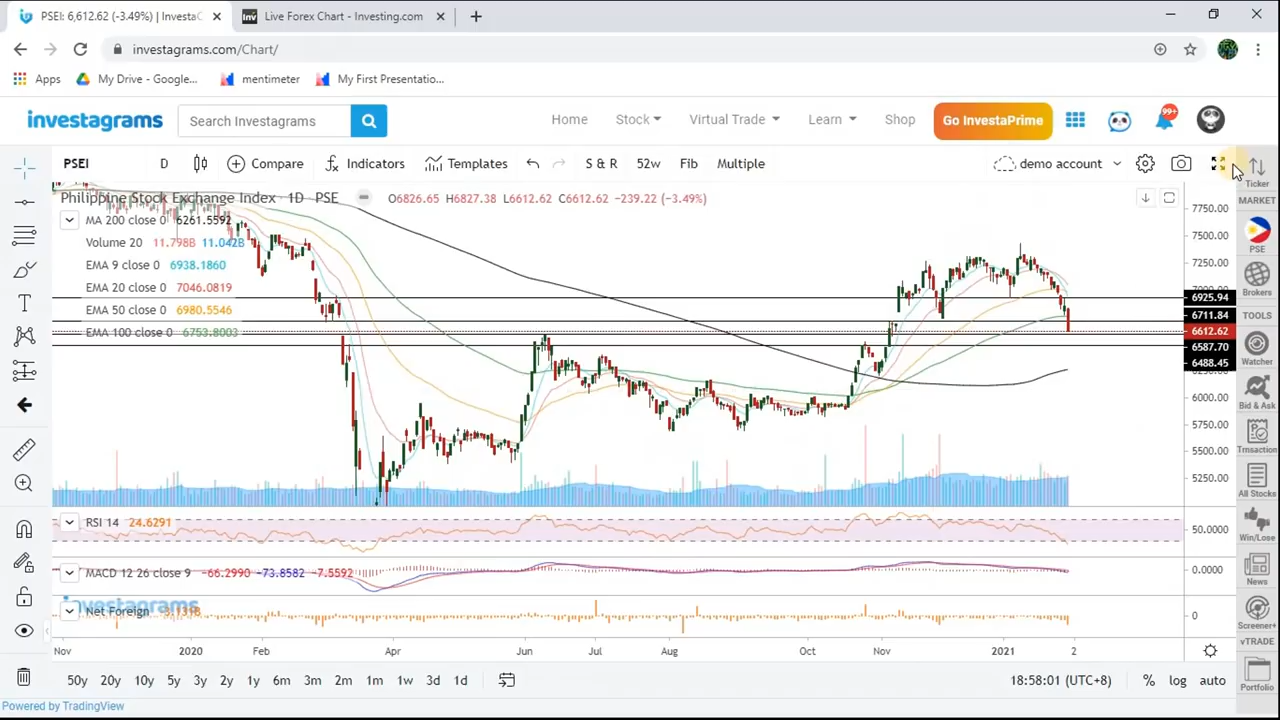 PSEI: 6,612.62 (-3.49%) | InvestaC
Live Forex Chart - Investing.com
investagrams.com/Chart/
Apps
My Drive - Google...
mentimeter
My First Presentatio...
investagrams
Search Investagrams
Home
Stock
Virtual Trade
Learn
Shop
Go InvestaPrime
99+
PSEI
D
Compare
Indicators
Templates
S & R
52w
Fib
Multiple
demo account
Ticker
Philippine Stock Exchange Index 1D PSE
O6826.65 H6827.38 L6612.62 C6612.62 -239.22 (-3.49%)
MA 200 close 0 6261.5592
Volume 20 11.798B 11.042B
EMA 9 close 0 6938.1860
EMA 20 close 0 7046.0819
EMA 50 close 0 6980.5546
EMA 100 close 0 6753.8003
7750.00
7500.00
7250.00
6925.94
6711.84
6612.62
6587.70
6488.45
6000.00
5750.00
5500.00
5250.00
RSI 14 24.6291
50.0000
MACD 12 26 close 9 -66.2990 -73.8582 -7.5592
0.0000
investagrams
Net Foreign
0
Nov
2020
Feb
Apr
Jun
Jul
Aug
Oct
Nov
2021
2
50y
20y
10y
5y
3y
2y
1y
6m
3m
2m
1m
1w
3d
1d
18:58:01 (UTC+8)
%
log
auto
Powered by TradingView
MARKET
PSE
Brokers
TOOLS
Watcher
Bid & Ask
Trnsaction
All Stocks
Win/Lose
News
Screener+
vTRADE
Portfolio